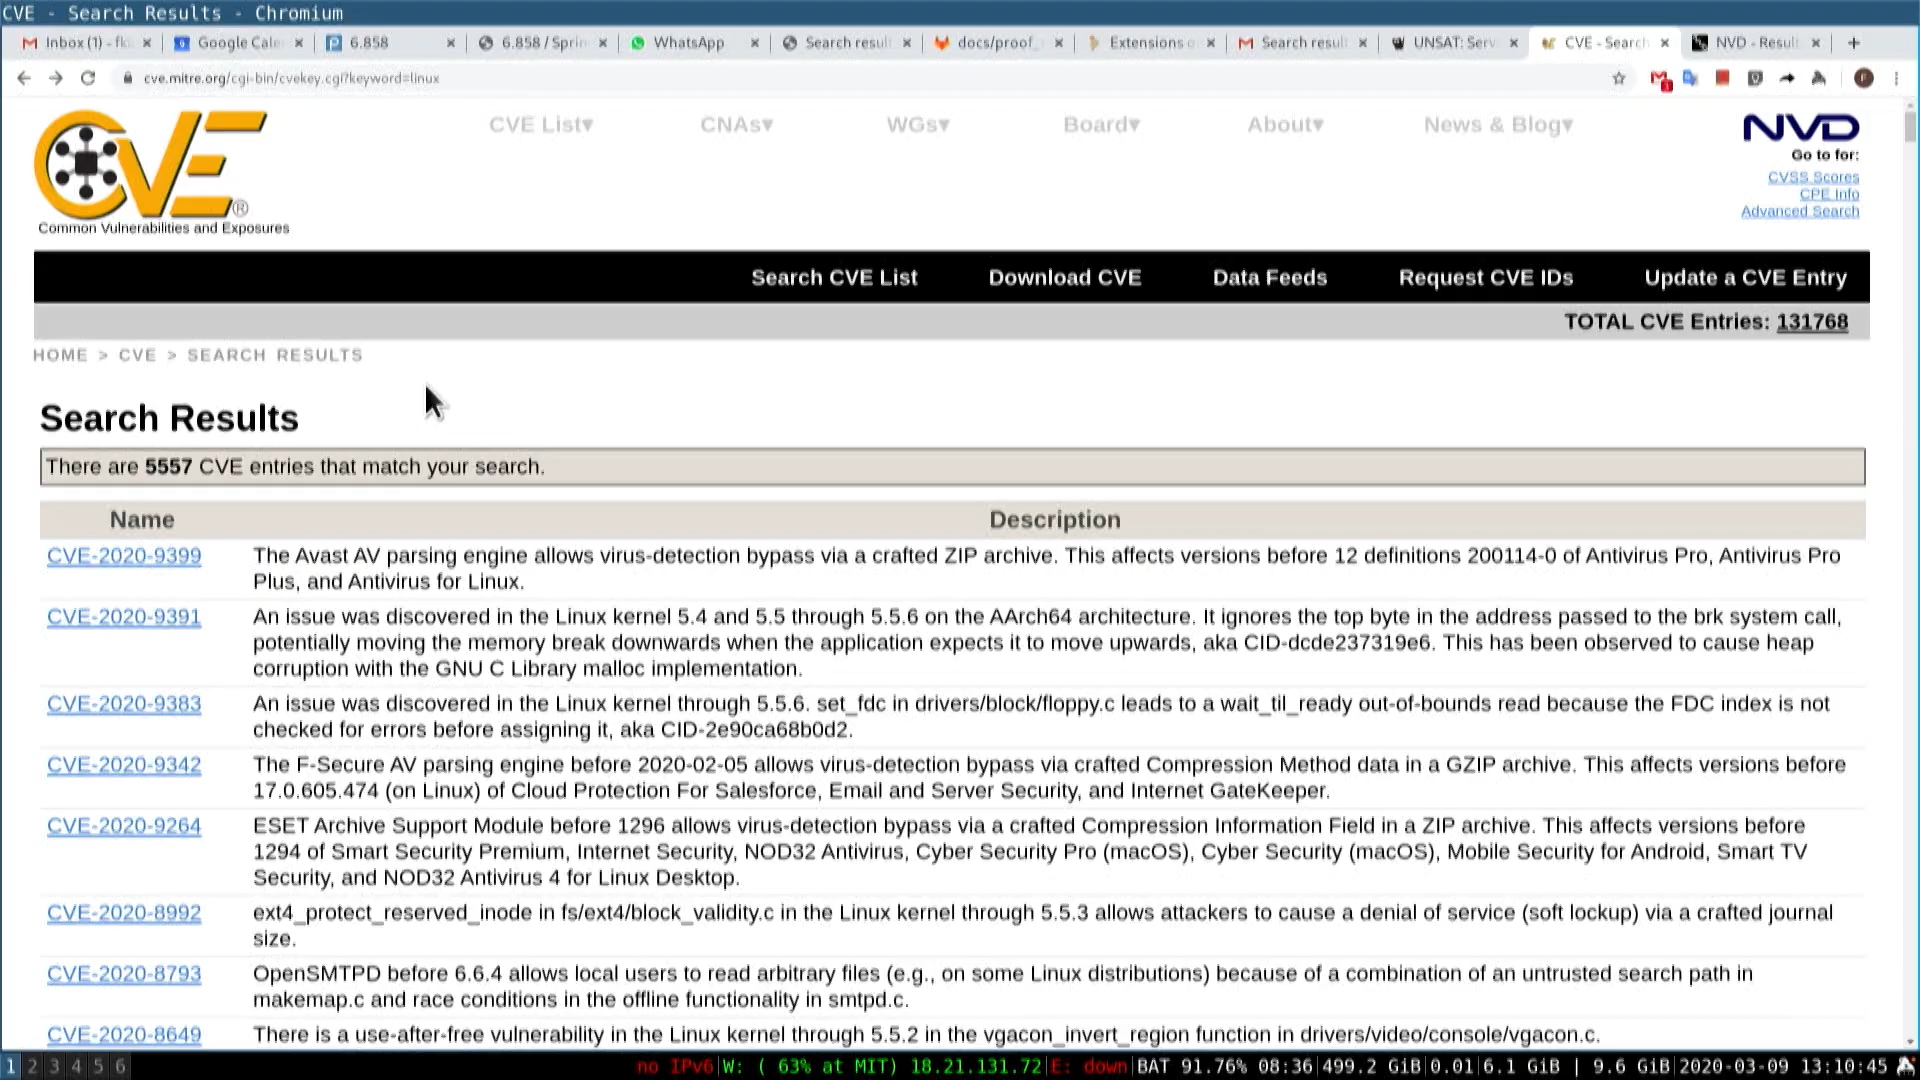 CVE - Search Results - Chromium
Inbox (1) - fk
Google Cale
6.858
6.858 / Sprin
WhatsApp
Search result
docs/proof_
Extensions o
Search result
UNSAT: Serv
CVE - Search
NVD - Result
cve.mitre.org/cgi-bin/cvekey.cgi?keyword=linux
CVE®
Common Vulnerabilities and Exposures
CVE List▾ CNAs▾ WGs▾ Board▾ About▾ News & Blog▾
NVD
Go to for:
CVSS Scores
CPE Info
Advanced Search
Search CVE List Download CVE Data Feeds Request CVE IDs Update a CVE Entry
TOTAL CVE Entries: 131768
HOME > CVE > SEARCH RESULTS
Search Results
There are 5557 CVE entries that match your search.
Name Description
CVE-2020-9399 The Avast AV parsing engine allows virus-detection bypass via a crafted ZIP archive. This affects versions before 12 definitions 200114-0 of Antivirus Pro, Antivirus Pro
Plus, and Antivirus for Linux.
CVE-2020-9391 An issue was discovered in the Linux kernel 5.4 and 5.5 through 5.5.6 on the AArch64 architecture. It ignores the top byte in the address passed to the brk system call,
potentially moving the memory break downwards when the application expects it to move upwards, aka CID-dcde237319e6. This has been observed to cause heap
corruption with the GNU C Library malloc implementation.
CVE-2020-9383 An issue was discovered in the Linux kernel through 5.5.6. set_fdc in drivers/block/floppy.c leads to a wait_til_ready out-of-bounds read because the FDC index is not
checked for errors before assigning it, aka CID-2e90ca68b0d2.
CVE-2020-9342 The F-Secure AV parsing engine before 2020-02-05 allows virus-detection bypass via crafted Compression Method data in a GZIP archive. This affects versions before
17.0.605.474 (on Linux) of Cloud Protection For Salesforce, Email and Server Security, and Internet GateKeeper.
CVE-2020-9264 ESET Archive Support Module before 1296 allows virus-detection bypass via a crafted Compression Information Field in a ZIP archive. This affects versions before
1294 of Smart Security Premium, Internet Security, NOD32 Antivirus, Cyber Security Pro (macOS), Cyber Security (macOS), Mobile Security for Android, Smart TV
Security, and NOD32 Antivirus 4 for Linux Desktop.
CVE-2020-8992 ext4_protect_reserved_inode in fs/ext4/block_validity.c in the Linux kernel through 5.5.3 allows attackers to cause a denial of service (soft lockup) via a crafted journal
size.
CVE-2020-8793 OpenSMTPD before 6.6.4 allows local users to read arbitrary files (e.g., on some Linux distributions) because of a combination of an untrusted search path in
makemap.c and race conditions in the offline functionality in smtpd.c.
CVE-2020-8649 There is a use-after-free vulnerability in the Linux kernel through 5.5.2 in the vgacon_invert_region function in drivers/video/console/vgacon.c.
1 2 3 4 5 6 no IPv6|W: ( 63% at MIT) 18.21.131.72|E: down|BAT 91.76% 08:36|499.2 GiB|0.01|6.1 GiB | 9.6 GiB|2020-03-09 13:10:45